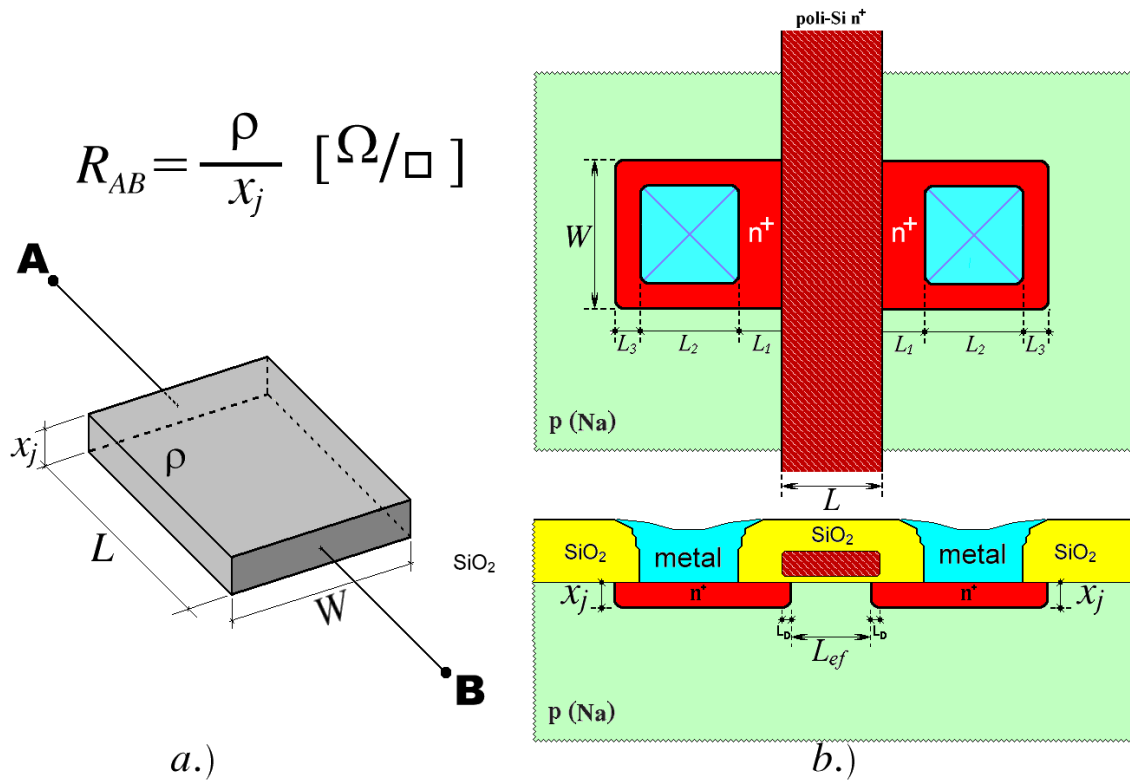 R_AB = ρ / x_j [Ω/□]
A
x_j
ρ
L
W
B
a.)
poli-Si n⁺
W
n⁺
n⁺
L₃
L₂
L₁
L₁
L₂
L₃
p (Na)
L
SiO₂
SiO₂
metal
SiO₂
metal
SiO₂
x_j
n⁺
n⁺
x_j
L_D
L_D
L_ef
p (Na)
b.)